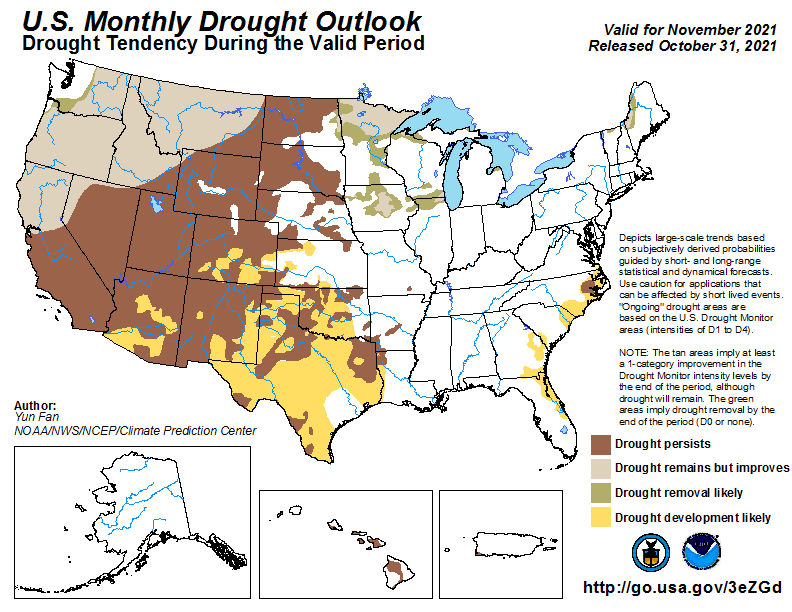 U.S. Monthly Drought Outlook
Drought Tendency During the Valid Period
Valid for November 2021
Released October 31, 2021
Depicts large-scale trends based
on subjectively derived probabilities
guided by short- and long-range
statistical and dynamical forecasts.
Use caution for applications that
can be affected by short lived events.
"Ongoing" drought areas are
based on the U.S. Drought Monitor
areas (intensities of D1 to D4).
NOTE: The tan areas imply at least
a 1-category improvement in the
Drought Monitor intensity levels by
the end of the period, although
drought will remain. The green
areas imply drought removal by the
end of the period (D0 or none).
Author:
Yun Fan
NOAA/NWS/NCEP/Climate Prediction Center
Drought persists
Drought remains but improves
Drought removal likely
Drought development likely
http://go.usa.gov/3eZGd